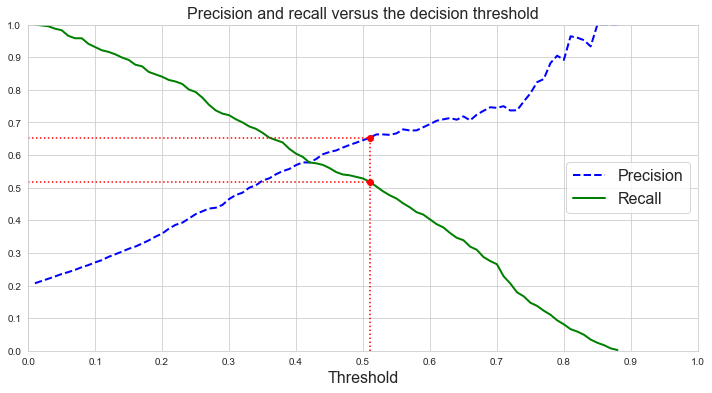 Precision and recall versus the decision threshold
1.0
0.9
0.8
0.7
0.6
0.5
0.4
0.3
0.2
0.1
0.0
Precision
Recall
0.0 0.1 0.2 0.3 0.4 0.5 0.6 0.7 0.8 0.9 1.0
Threshold